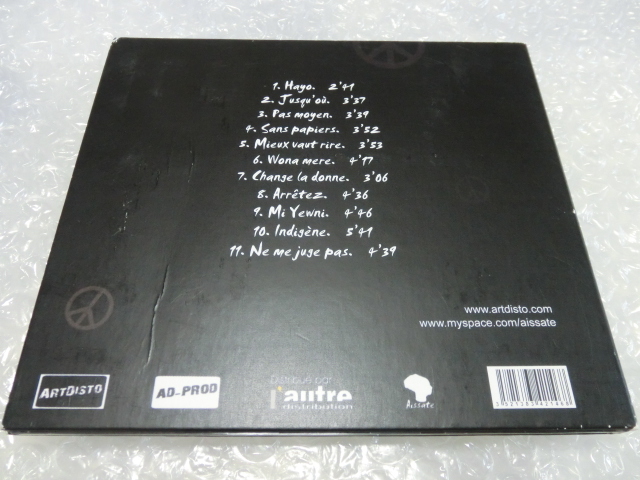 1. Hayo. 2'41
2. Jusqu'où. 3'37
3. Pas moyen. 3'39
4. Sans papiers. 3'52
5. Mieux vaut rire. 3'53
6. Wona mere. 4'17
7. Change la donne. 3'06
8. Arrêtez. 4'36
9. Mi Yewni. 4'46
10. Indigène. 5'41
11. Ne me juge pas. 4'39
www.artdisto.com
www.myspace.com/aissate
ARTDISTO
AD-PROD
Distribué par
l'autre
distribution
Aissate